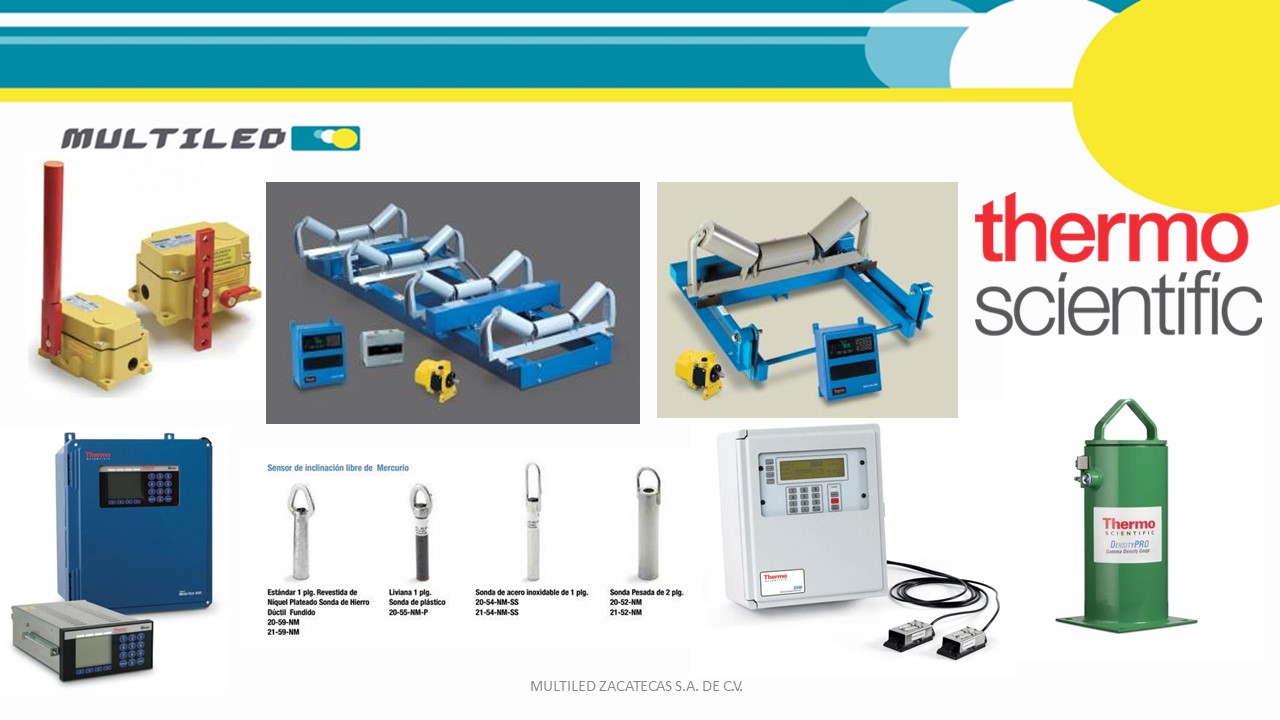 MULTILED
thermo
scientific
Thermo
SCIENTIFIC
Sensor de inclinación libre de Mercurio
Estándar 1 plg. Revestida de
Níquel Plateado Sonda de Hierro
Dúctil Fundido
20-59-NM
21-59-NM
Liviana 1 plg.
Sonda de plástico
20-55-NM-P
Sonda de acero inoxidable de 1 plg.
20-54-NM-SS
21-54-NM-SS
Sonda Pesada de 2 plg.
20-52-NM
21-52-NM
Thermo
SCIENTIFIC
Thermo
SCIENTIFIC
DENSITYPRO
Gamma Density Gauge
MULTILED ZACATECAS S.A. DE C.V.